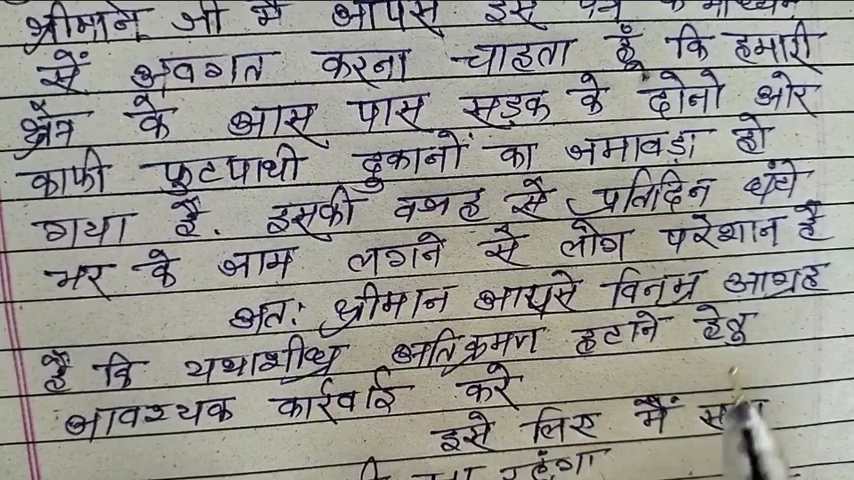 श्रीमान जी मैं आपसे इस पत्र के माध्यम
से अवगत करना चाहता हूँ कि हमारी
क्षेत्र के आस पास सड़क के दोनो ओर
काफी फुटपाथी दुकानों का जमावड़ा हो
गया है. इसकी वजह से प्रतिदिन घंटो
भर के जाम लगने से लोग परेशान है
अत: श्रीमान आपसे विनम्र आग्रह
है कि यथाशीघ्र अतिक्रमण हटाने हेतु
आवश्यक कार्रवाई करे
इसे लिए मैं
रहूंगा